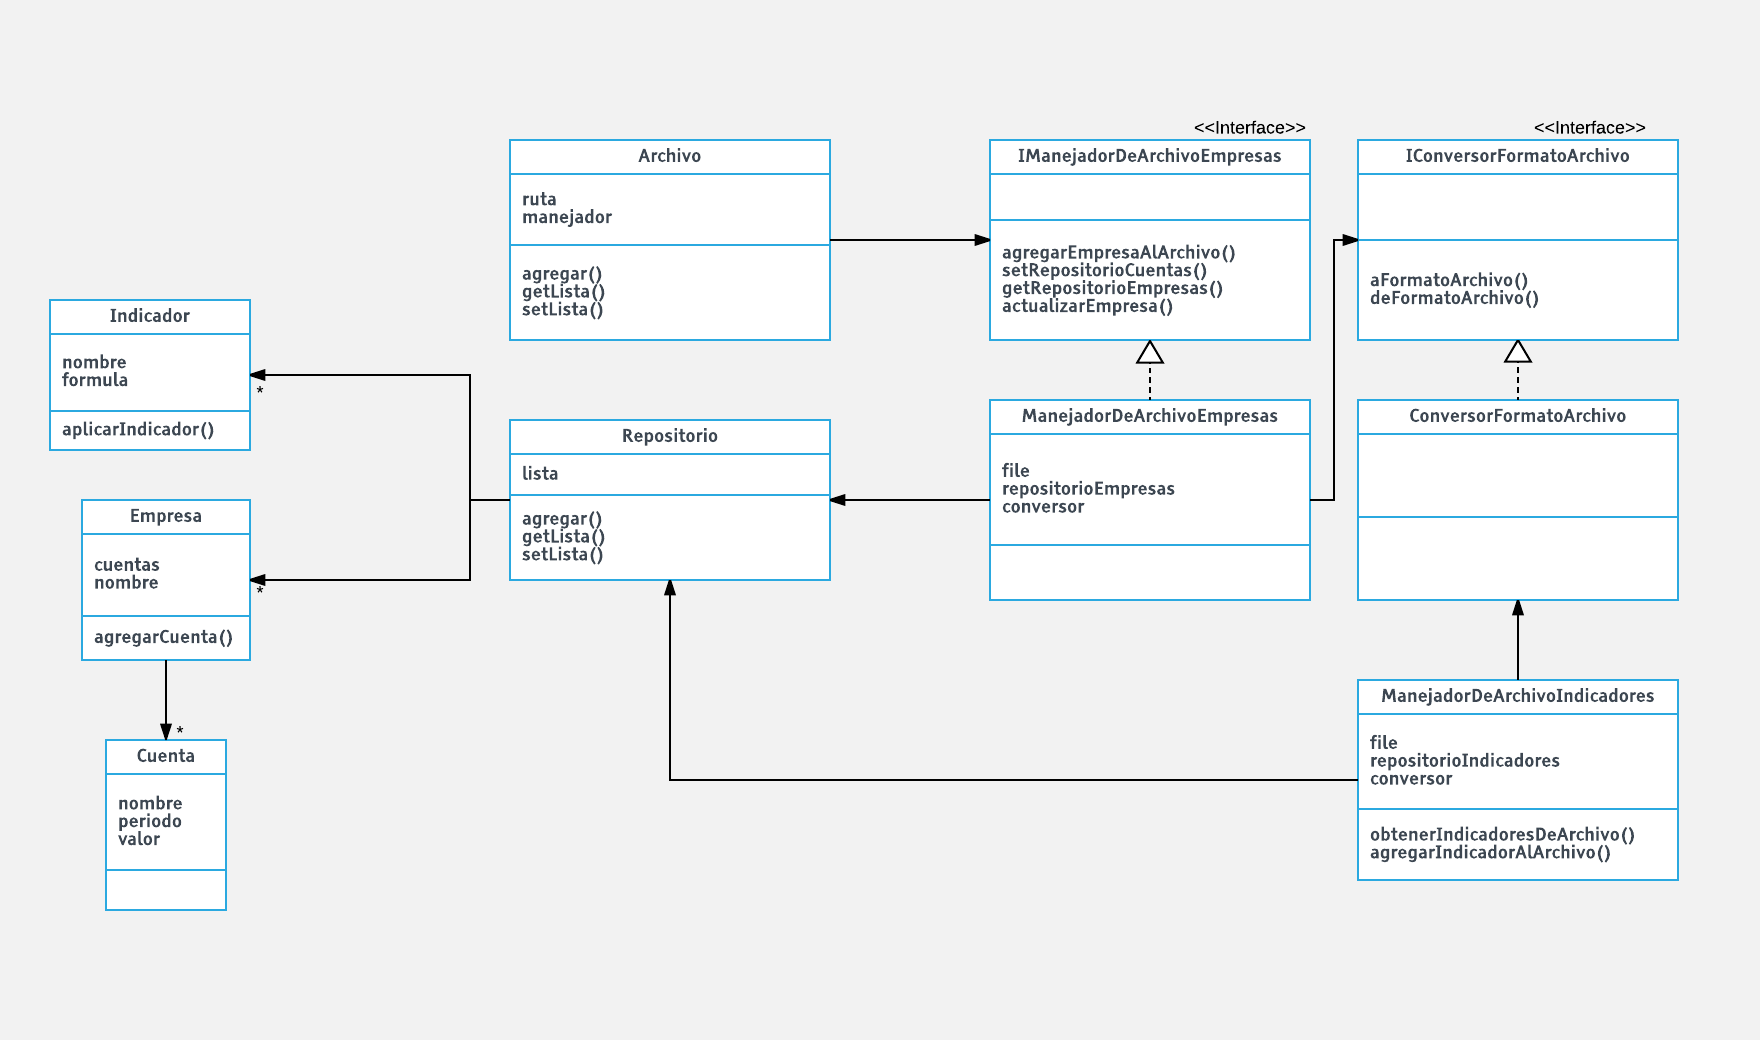 <<Interface>>
<<Interface>>
Archivo
ruta
manejador
agregar()
getLista()
setLista()
IManejadorDeArchivoEmpresas
agregarEmpresaAlArchivo()
setRepositorioCuentas()
getRepositorioEmpresas()
actualizarEmpresa()
IConversorFormatoArchivo
aFormatoArchivo()
deFormatoArchivo()
Indicador
nombre
formula
aplicarIndicador()
*
Repositorio
lista
agregar()
getLista()
setLista()
ManejadorDeArchivoEmpresas
file
repositorioEmpresas
conversor
ConversorFormatoArchivo
Empresa
cuentas
nombre
agregarCuenta()
*
*
Cuenta
nombre
periodo
valor
ManejadorDeArchivoIndicadores
file
repositorioIndicadores
conversor
obtenerIndicadoresDeArchivo()
agregarIndicadorAlArchivo()